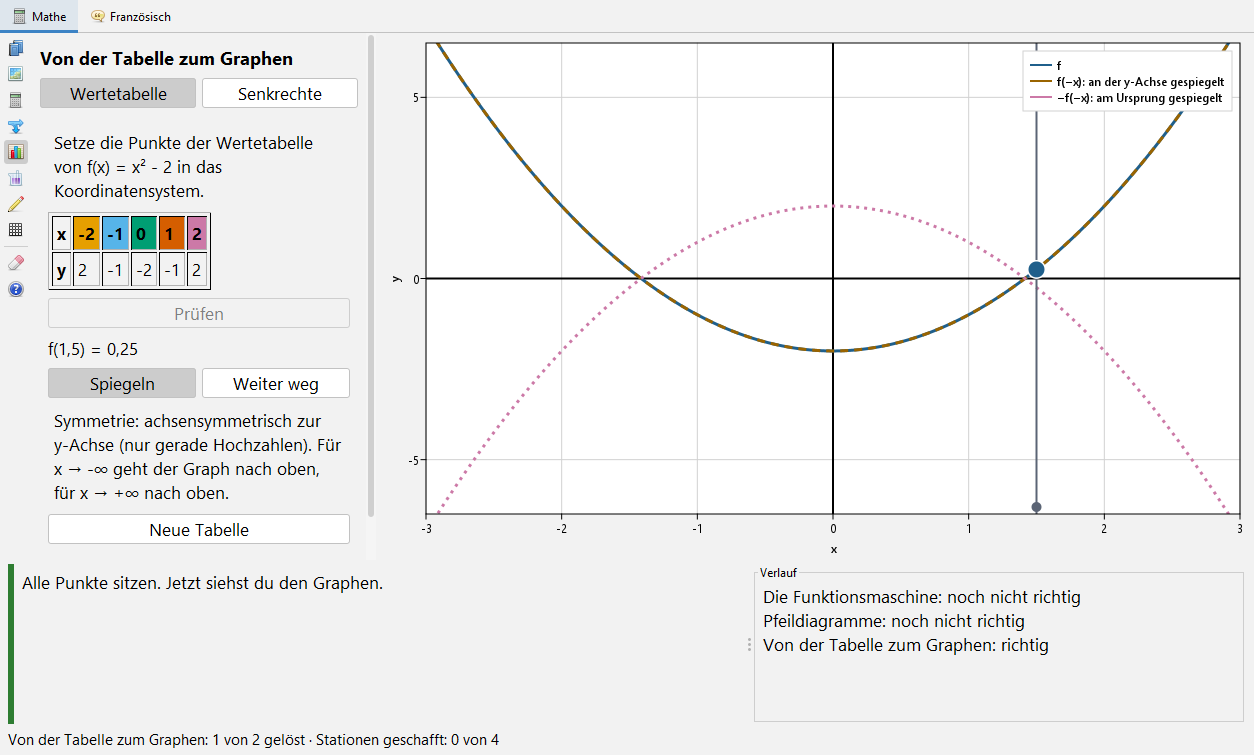 Mathe
Französisch
Von der Tabelle zum Graphen
Wertetabelle
Senkrechte
Setze die Punkte der Wertetabelle
von f(x) = x² - 2 in das
Koordinatensystem.
x -2 -1 0 1 2
y 2 -1 -2 -1 2
Prüfen
f(1,5) = 0,25
Spiegeln
Weiter weg
Symmetrie: achsensymmetrisch zur
y-Achse (nur gerade Hochzahlen). Für
x → -∞ geht der Graph nach oben,
für x → +∞ nach oben.
Neue Tabelle
f
f(−x): an der y-Achse gespiegelt
−f(−x): am Ursprung gespiegelt
5
0
-5
y
-3 -2 -1 0 1 2 3
x
Alle Punkte sitzen. Jetzt siehst du den Graphen.
Verlauf
Die Funktionsmaschine: noch nicht richtig
Pfeildiagramme: noch nicht richtig
Von der Tabelle zum Graphen: richtig
Von der Tabelle zum Graphen: 1 von 2 gelöst · Stationen geschafft: 0 von 4